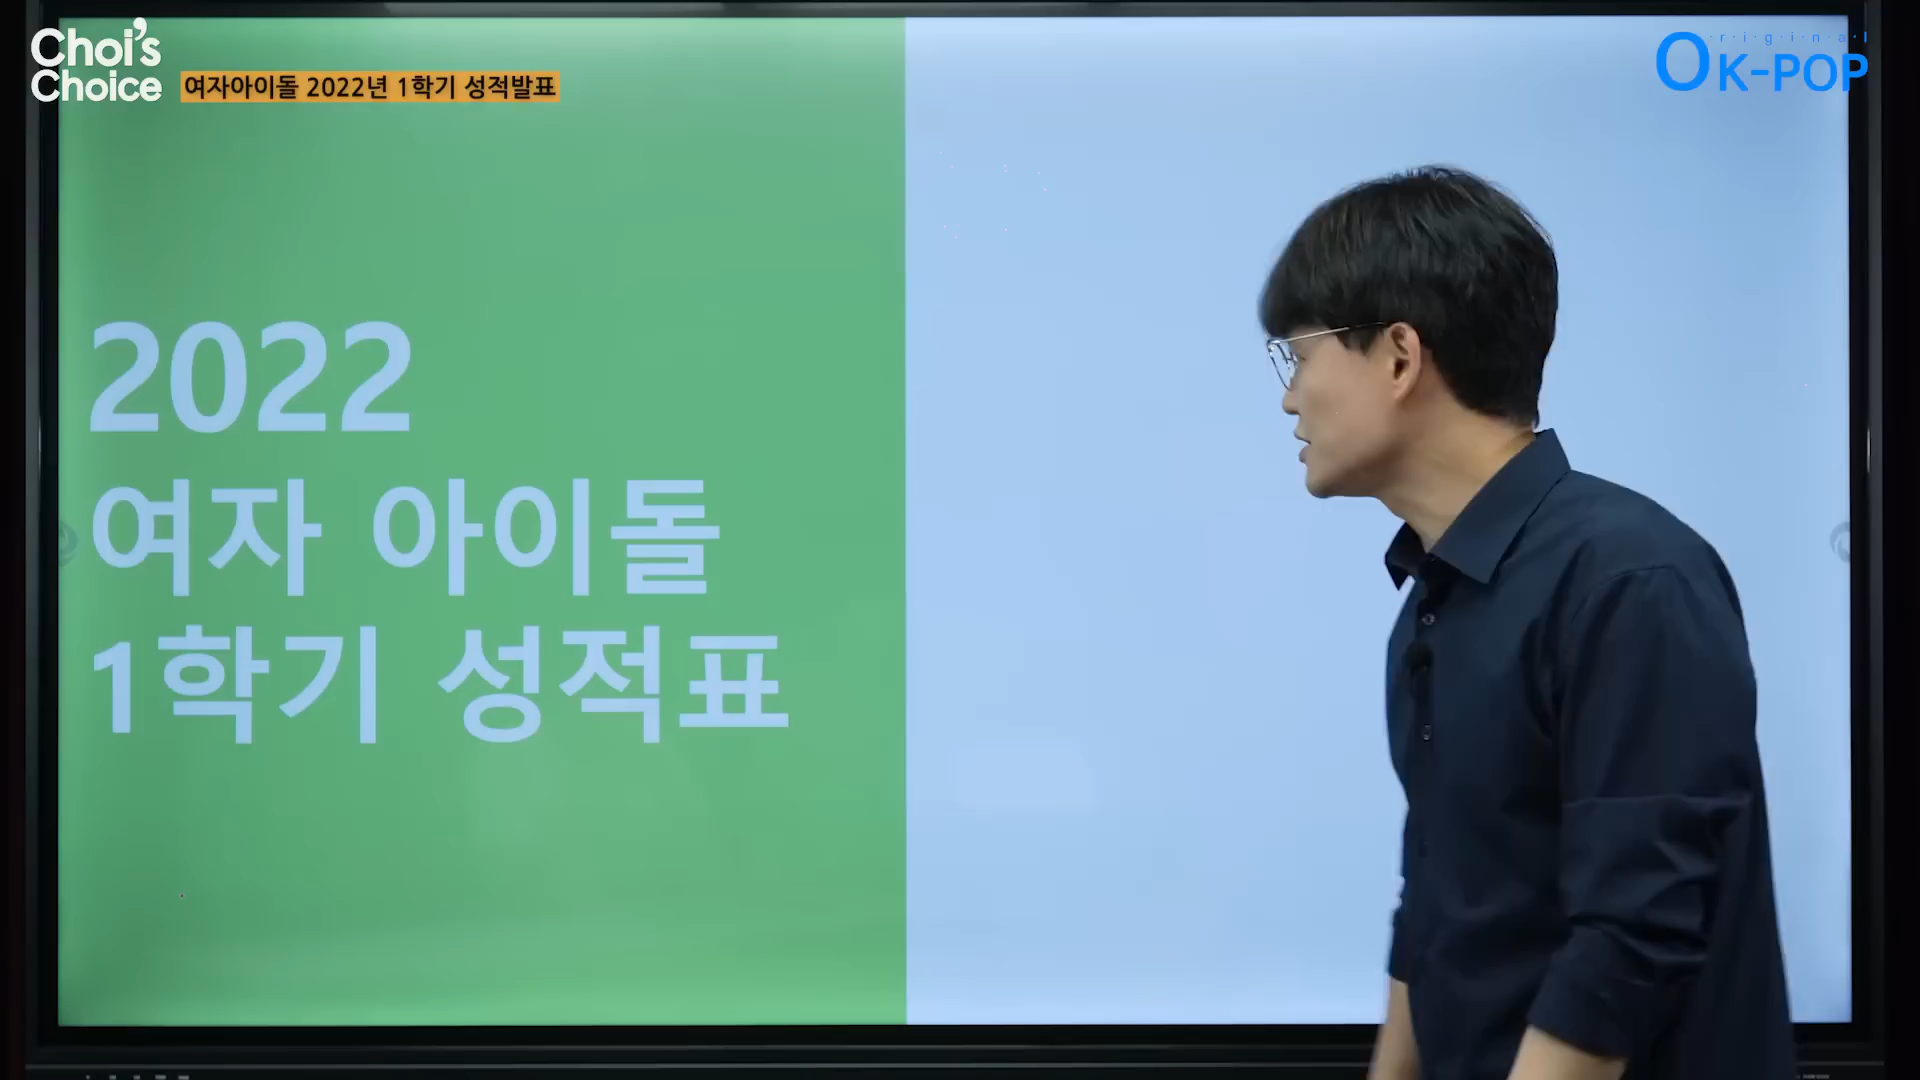 Choi's
Choice
여자아이돌 2022년 1학기 성적발표
Original
K-POP
2022
여자 아이돌
1학기 성적표